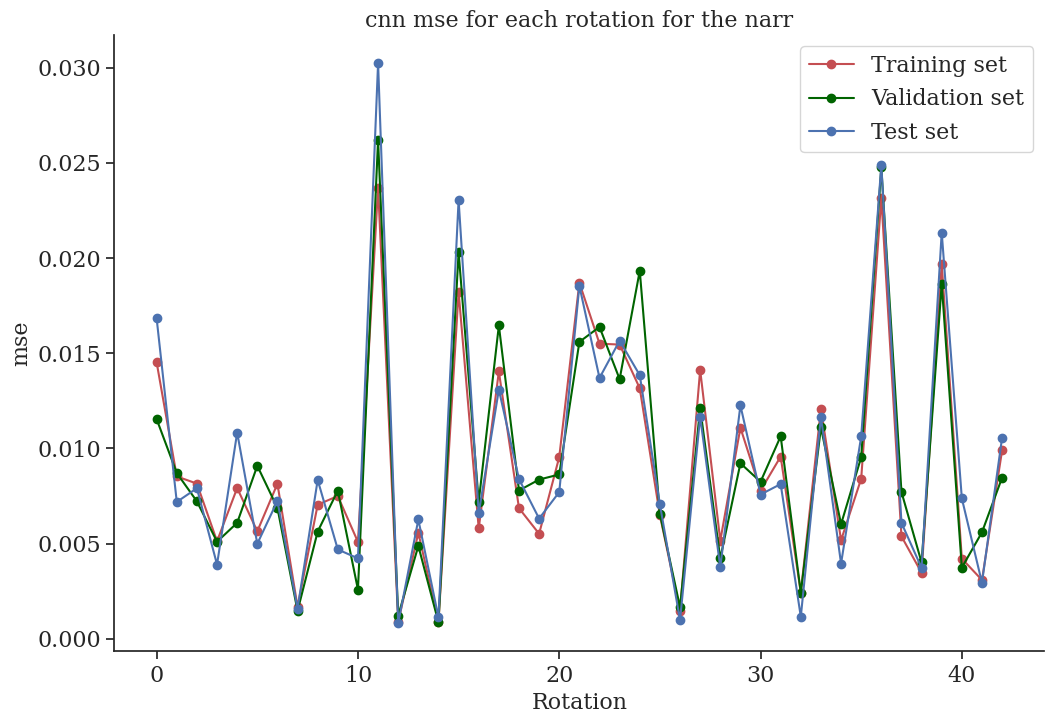 cnn mse for each rotation for the narr
Training set
Validation set
Test set
0.030
0.025
0.020
0.015
0.010
0.005
0.000
mse
0 10 20 30 40
Rotation